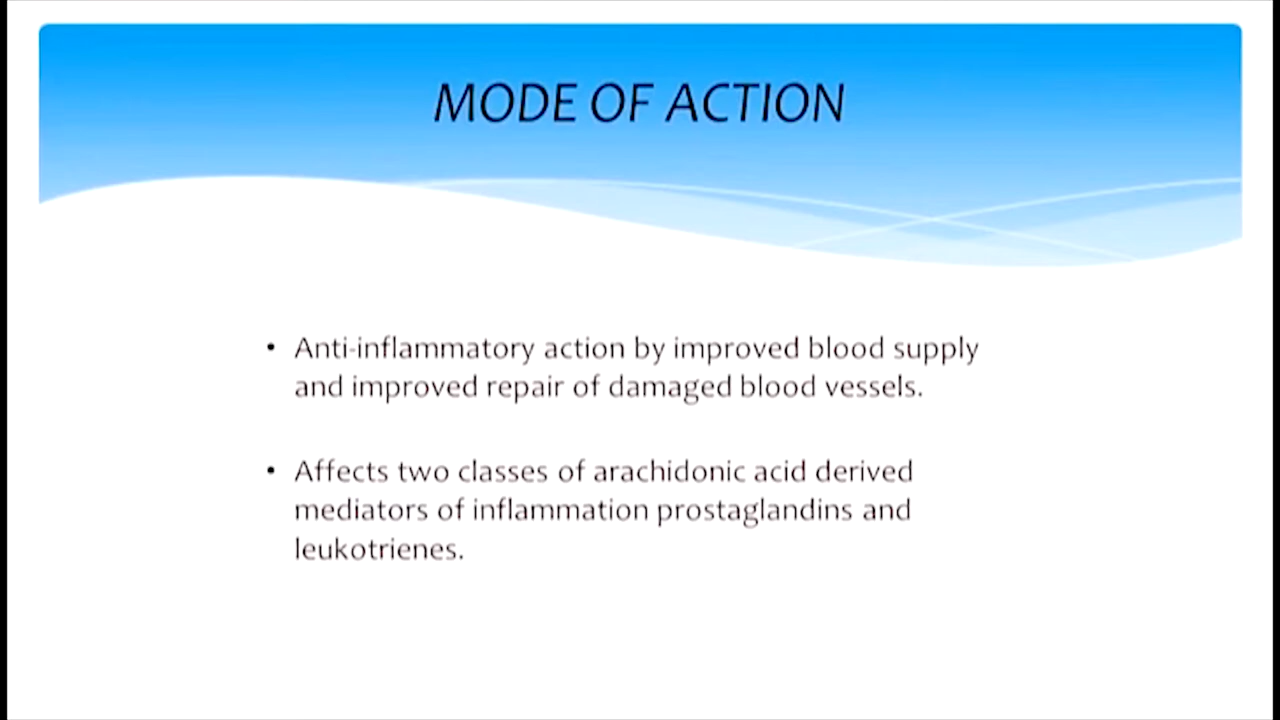 MODE OF ACTION
• Anti-inflammatory action by improved blood supply
and improved repair of damaged blood vessels.
• Affects two classes of arachidonic acid derived
mediators of inflammation prostaglandins and
leukotrienes.